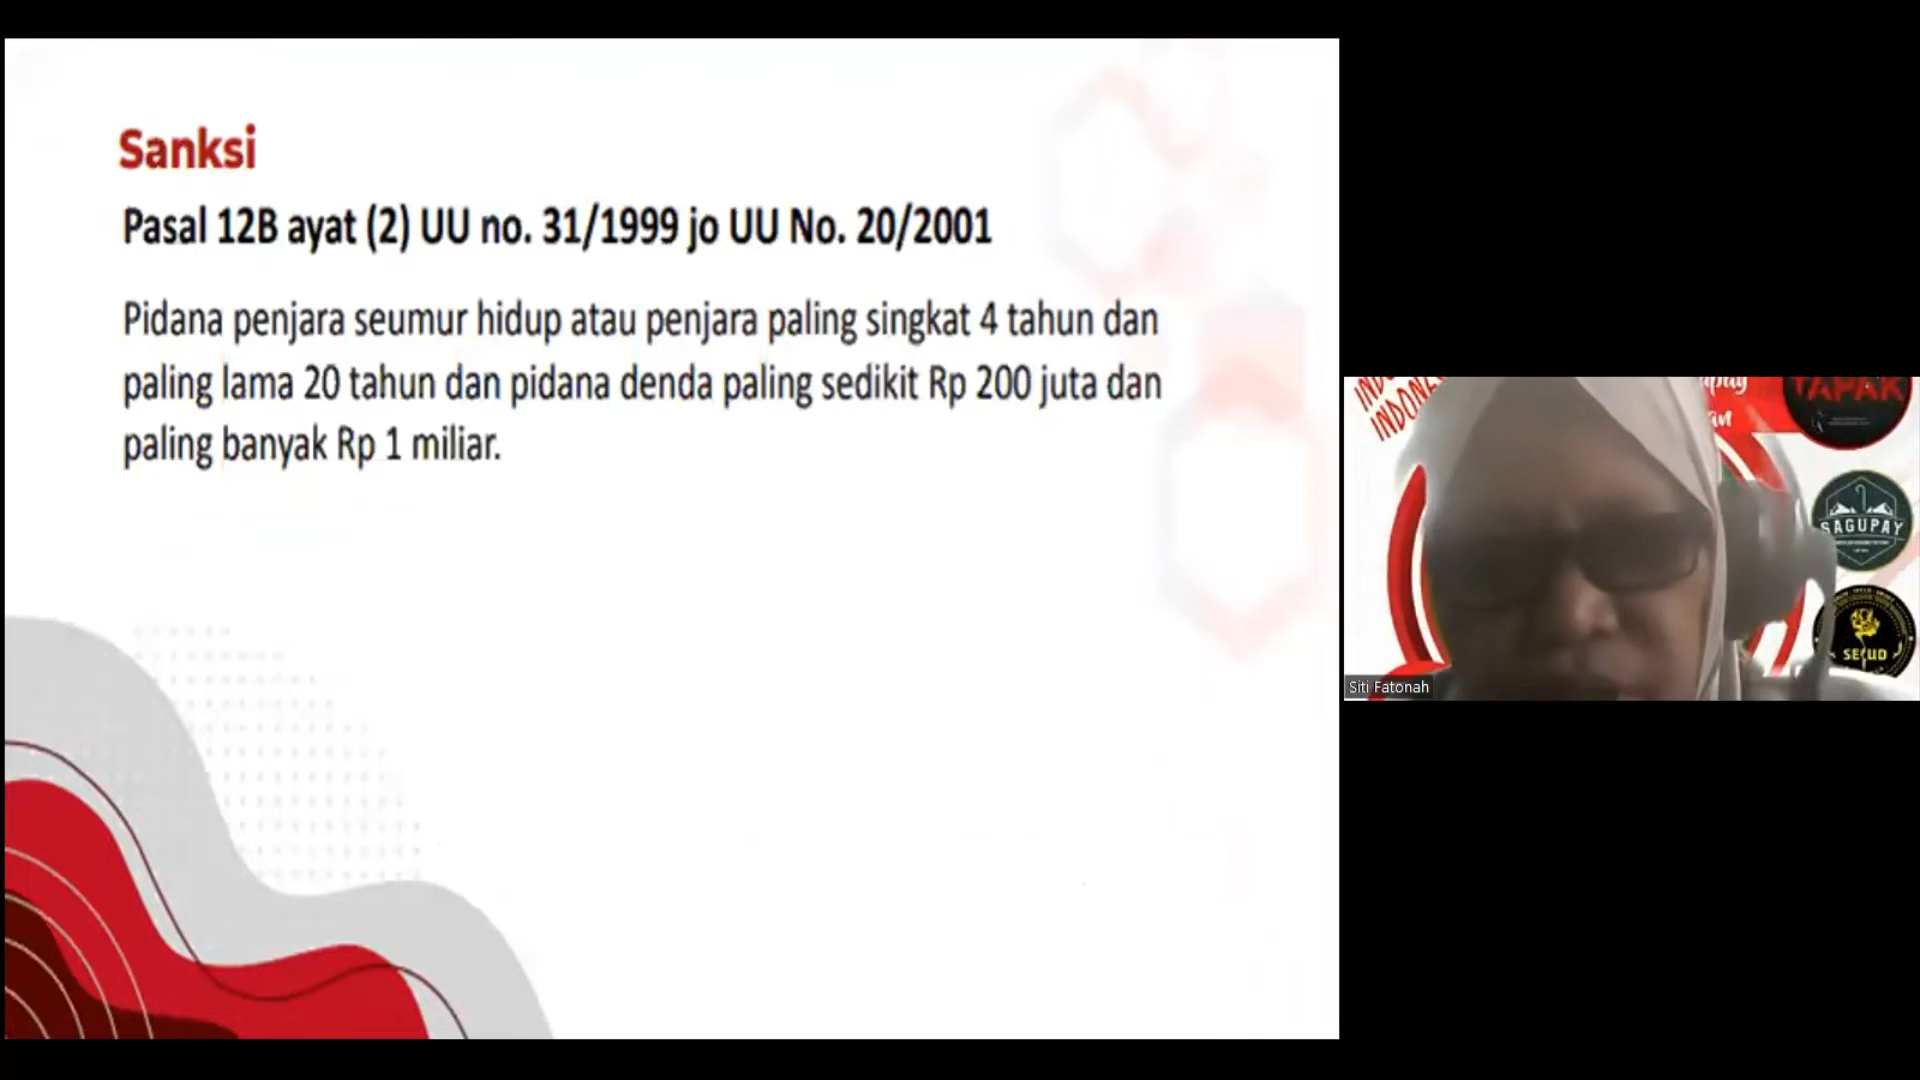 Sanksi
Pasal 12B ayat (2) UU no. 31/1999 jo UU No. 20/2001
Pidana penjara seumur hidup atau penjara paling singkat 4 tahun dan
paling lama 20 tahun dan pidana denda paling sedikit Rp 200 juta dan
paling banyak Rp 1 miliar.
TAPAK
SAGUPAY
Siti Fatonah